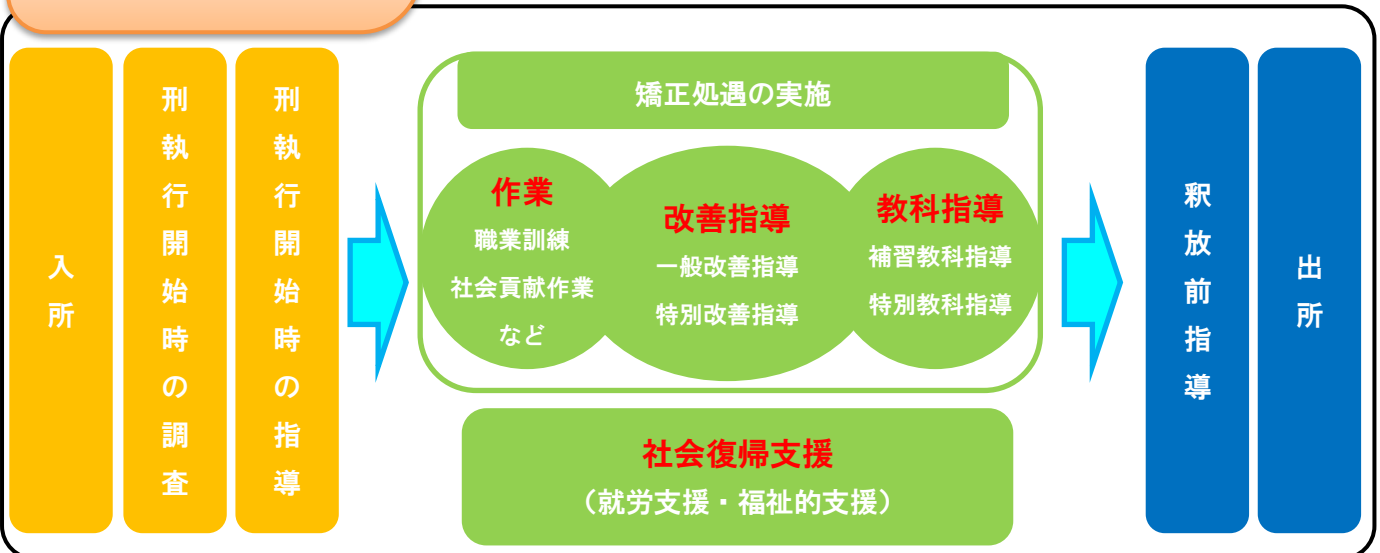 入所
刑執行開始時の調査
刑執行開始時の指導
矯正処遇の実施
作業
職業訓練
社会貢献作業
など
改善指導
一般改善指導
特別改善指導
教科指導
補習教科指導
特別教科指導
社会復帰支援
（就労支援・福祉的支援）
釈放前指導
出所